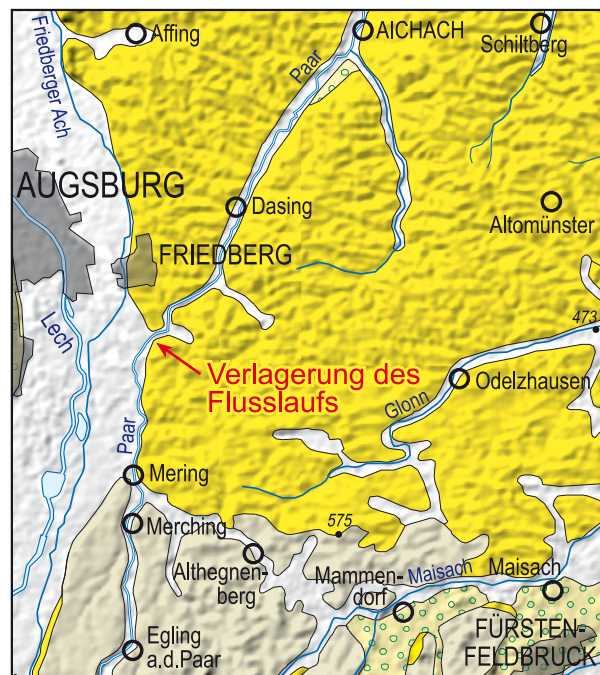 Affing
AICHACH
Schiltberg
Friedberger Ach
Paar
AUGSBURG
Dasing
Altomünster
FRIEDBERG
Lech
473
Verlagerung des
Flusslaufs
Odelzhausen
Glonn
Paar
Mering
575
Merching
Althegnen-
berg
Mammen-
dorf
Maisach
Maisach
Egling
a.d.Paar
FÜRSTEN-
FELDBRUCK